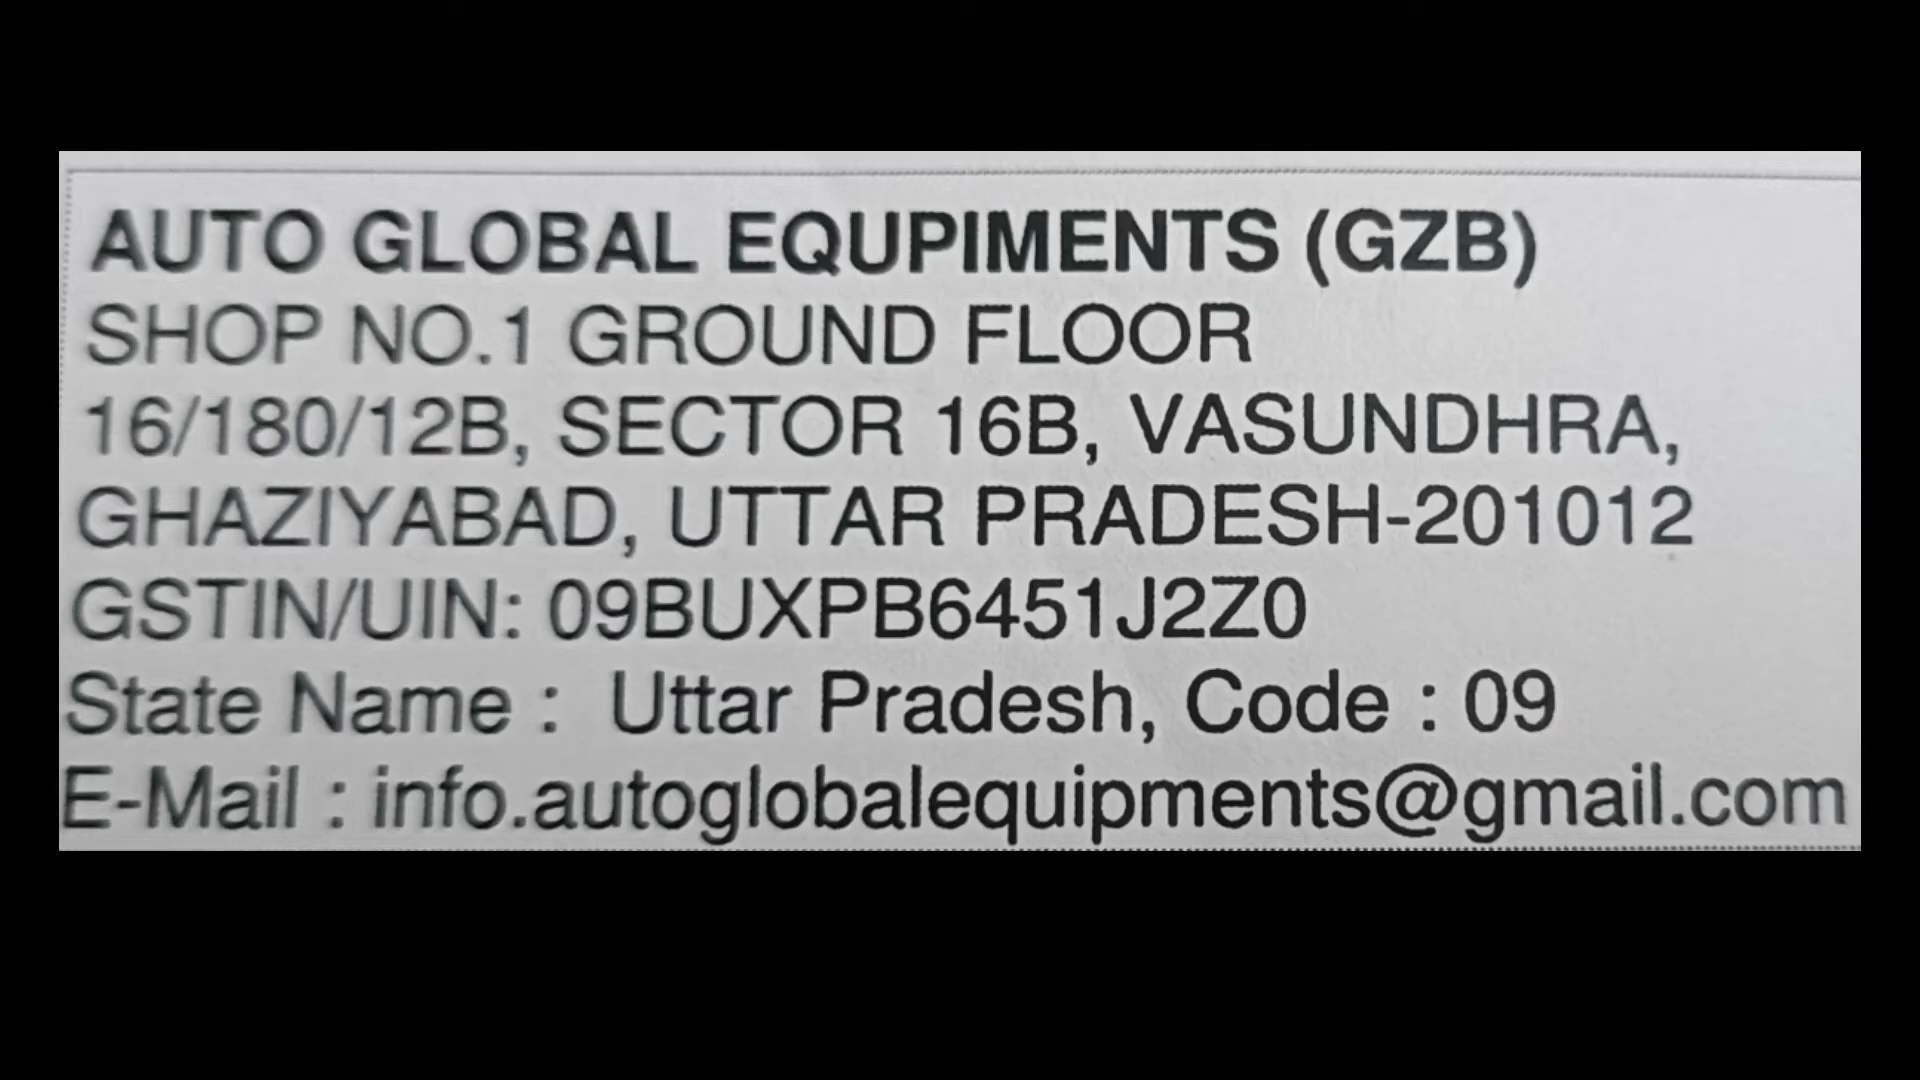 AUTO GLOBAL EQUPIMENTS (GZB)
SHOP NO.1 GROUND FLOOR
16/180/12B, SECTOR 16B, VASUNDHRA,
GHAZIYABAD, UTTAR PRADESH-201012
GSTIN/UIN: 09BUXPB6451J2Z0
State Name :  Uttar Pradesh, Code : 09
E-Mail : info.autoglobalequipments@gmail.com